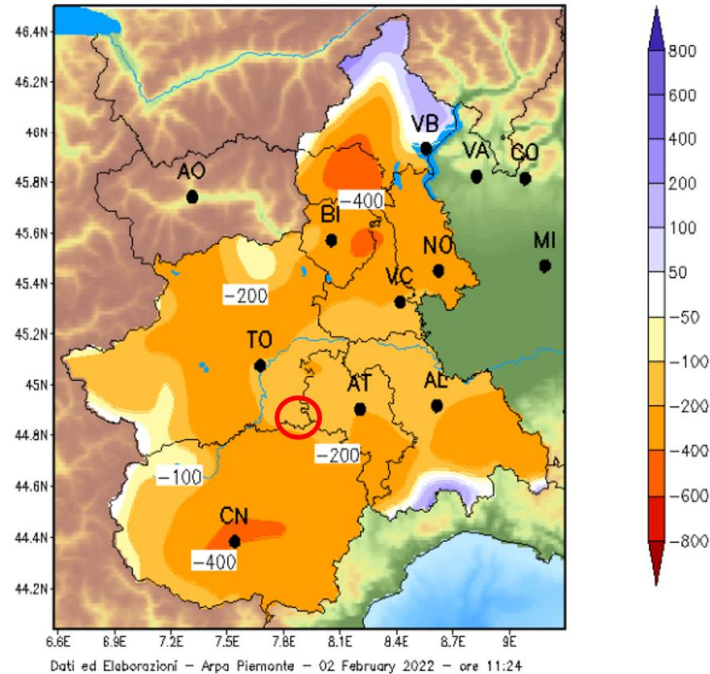 46.4N
46.2N
46N
45.8N
45.6N
45.4N
45.2N
45N
44.8N
44.6N
44.4N
44.2N
6.6E 6.9E 7.2E 7.5E 7.8E 8.1E 8.4E 8.7E 9E
VB
VA
CO
AO
-400
BI
NO
MI
-200
VC
TO
AT
AL
-200
-100
CN
-400
800
600
400
200
100
50
-50
-100
-200
-400
-600
-800
Dati ed Elaborazioni - Arpa Piemonte - 02 February 2022 - ore 11:24